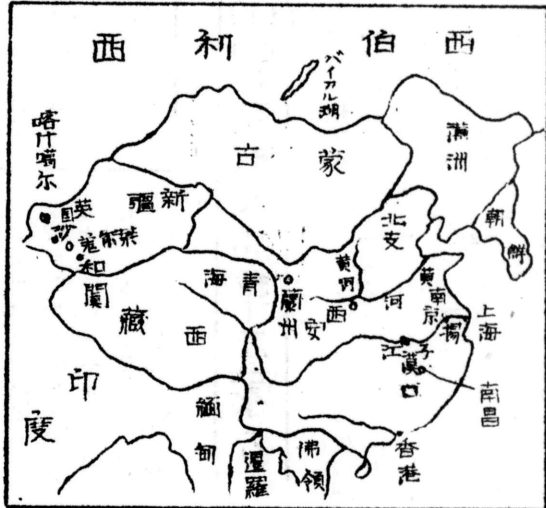 西伯利西
バイカル湖
滿洲
蒙古
喀什噶尔
新疆
朝鮮
北支
黄河
青海
蘭州
西安
黄河
南京
上海
和闐
西藏
揚子江
漢口
南昌
印度
緬甸
暹羅
佛領
香港